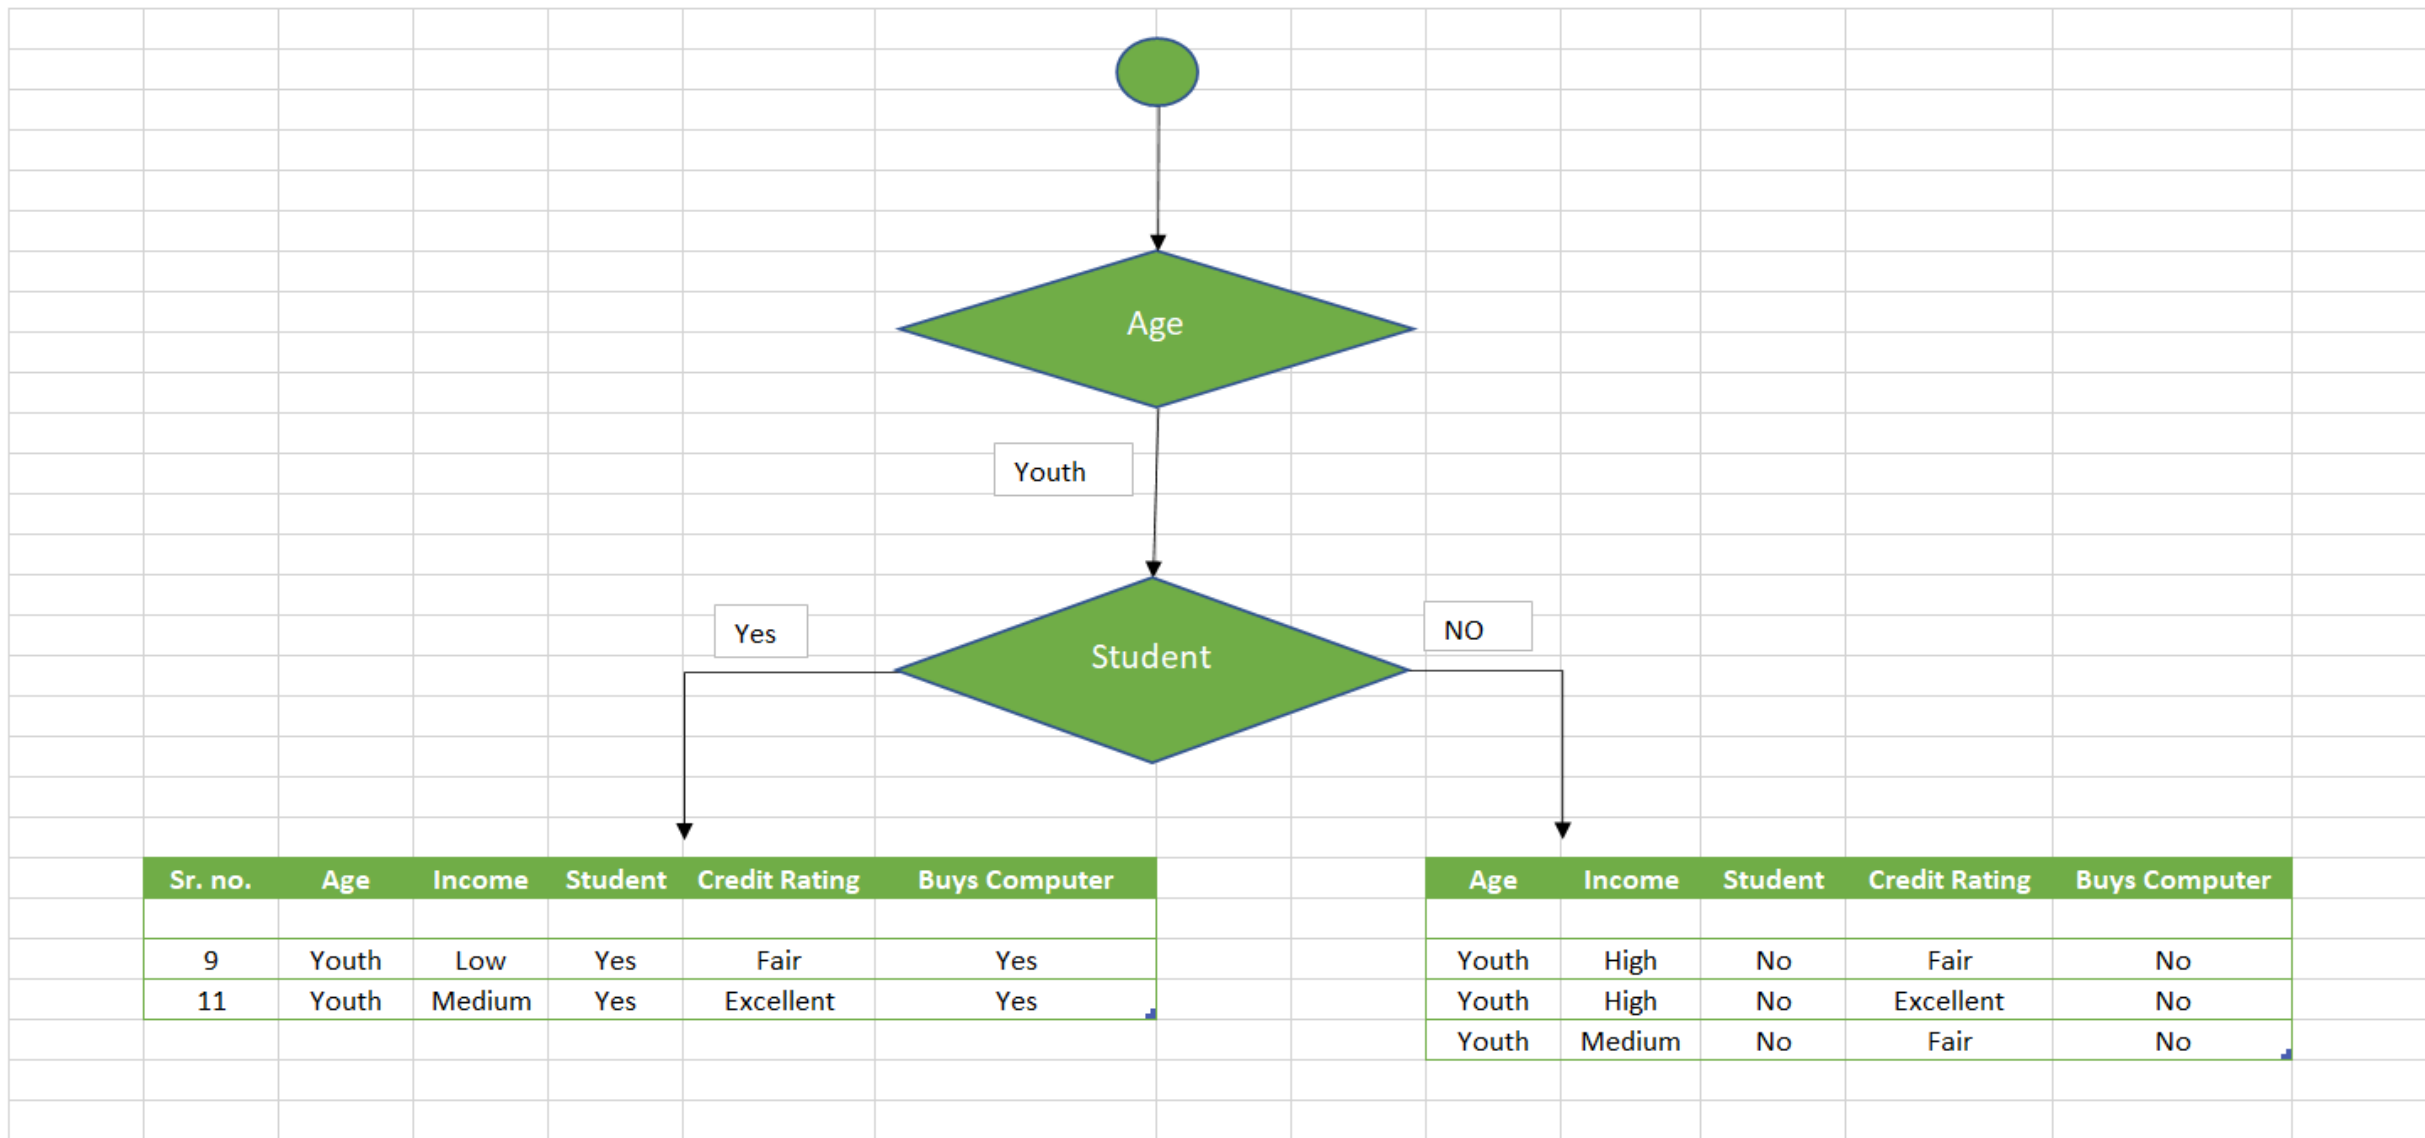 Age
Youth
Yes
NO
Student
Sr. no. Age Income Student Credit Rating Buys Computer
9 Youth Low Yes Fair Yes
11 Youth Medium Yes Excellent Yes
Age Income Student Credit Rating Buys Computer
Youth High No Fair No
Youth High No Excellent No
Youth Medium No Fair No